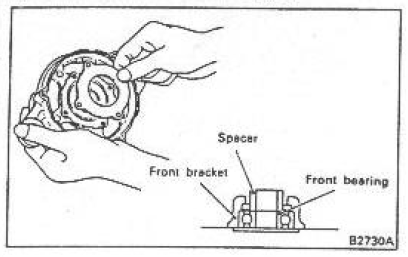 Spacer
Front bracket
Front bearing
B2730A